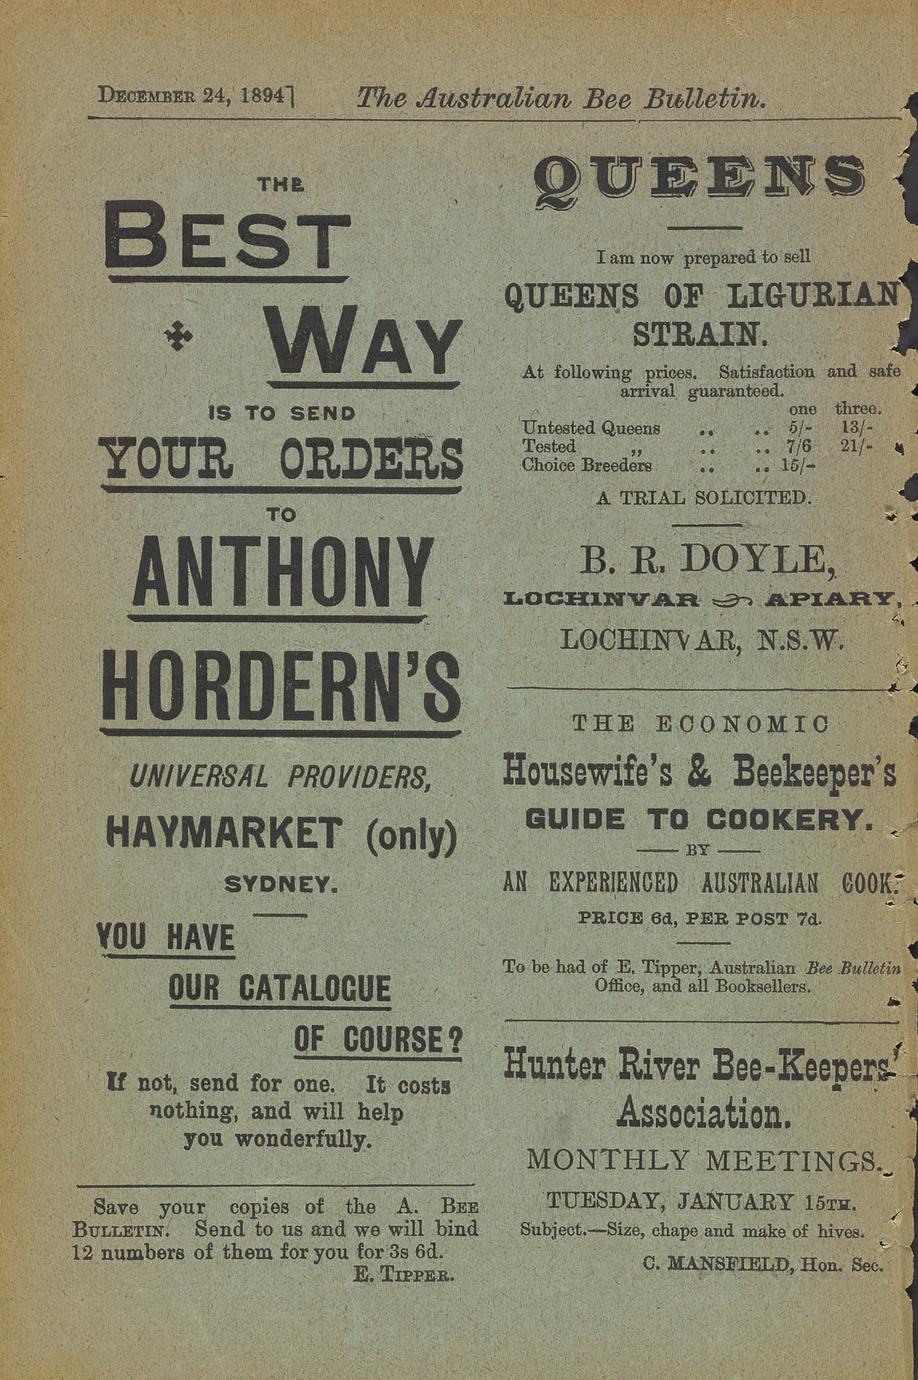 DECEMBER 24, 1894] The Australian Bee Bulletin.
THE
BEST
WAY
IS TO SEND
YOUR ORDERS
TO
ANTHONY
HORDERN'S
UNIVERSAL PROVIDERS,
HAYMARKET (only)
SYDNEY.
YOU HAVE
OUR CATALOGUE
OF COURSE?
If not, send for one. It costs
nothing, and will help
you wonderfully.
Save your copies of the A. BEE
BULLETIN. Send to us and we will bind
12 numbers of them for you for 3s 6d.
E. TIPPER.
QUEENS
I am now prepared to sell
QUEENS OF LIGURIAN
STRAIN.
At following prices. Satisfaction and safe
arrival guaranteed.
one three.
Untested Queens .. .. 5/- 13/-
Tested ,, .. .. 7/6 21/-
Choice Breeders .. .. 15/-
A TRIAL SOLICITED.
B. R. DOYLE,
LOCH1NVAR APIARY,
LOCHINVAR, N.S.W.
THE ECONOMIC
Housewife's & Beekeeper's
GUIDE TO COOKERY.
BY
AN EXPERIENCED AUSTRALIAN COOK.
PRICE 6d, PER POST 7d.
To be had of E. Tipper, Australian Bee Bulletin
Office, and all Booksellers.
Hunter River Bee-Keepers'
Association.
MONTHLY MEETINGS.
TUESDAY, JANUARY 15TH.
Subject.—Size, chape and make of hives.
C. MANSFIELD, Hon. Sec.